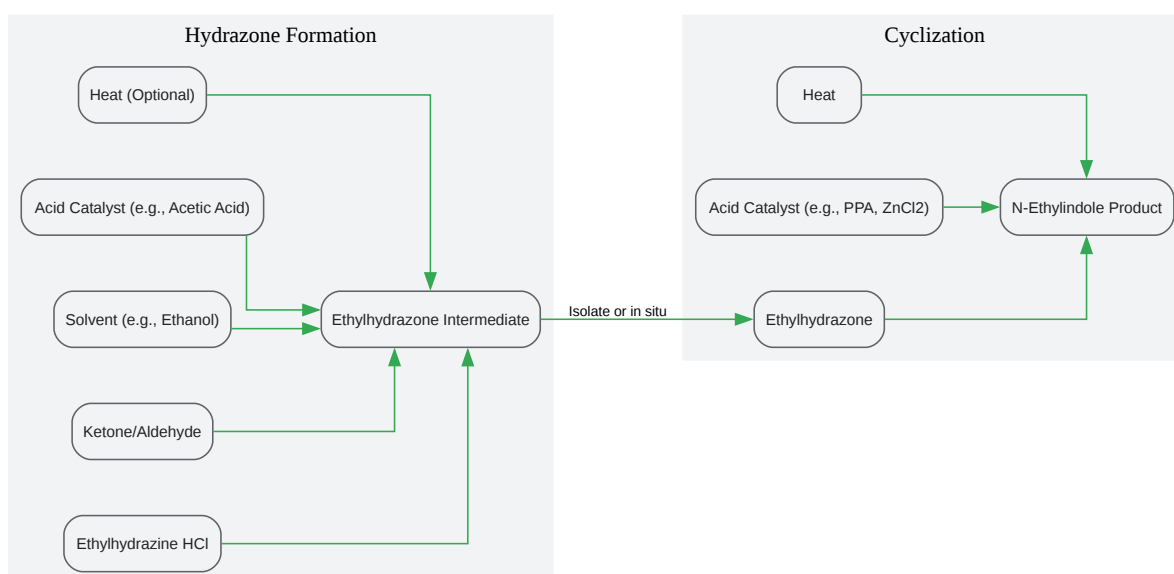 Hydrazone Formation
Heat (Optional)
Acid Catalyst (e.g., Acetic Acid)
Solvent (e.g., Ethanol)
Ethylhydrazone Intermediate
Ketone/Aldehyde
Ethylhydrazine HCl
Isolate or in situ
Cyclization
Heat
Acid Catalyst (e.g., PPA, ZnCl2)
N-Ethylindole Product
Ethylhydrazone